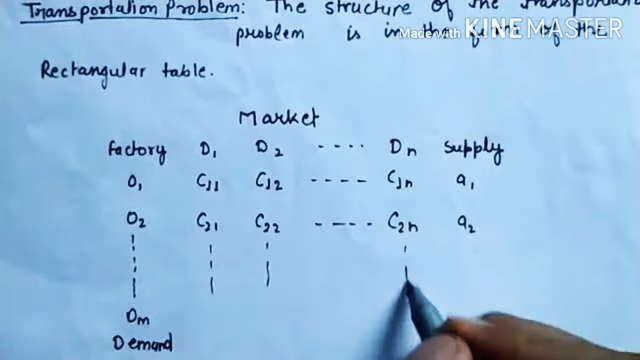 Transportation Problem: The structure of the Transportation
problem is in the form of the
Made with KINEMASTER
Rectangular table.
Market
factory D₁ D₂ ---- Dₙ Supply
O₁ C₁₁ C₁₂ ---- C₁ₙ a₁
O₂ C₂₁ C₂₂ ---- C₂ₙ a₂
Oₘ
Demand